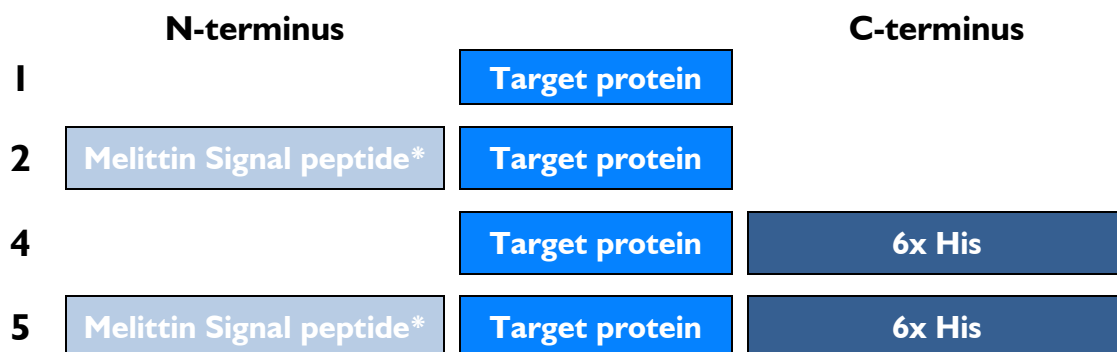 N-terminus C-terminus
1 Target protein
2 Melittin Signal peptide* Target protein
4 Target protein 6x His
5 Melittin Signal peptide* Target protein 6x His